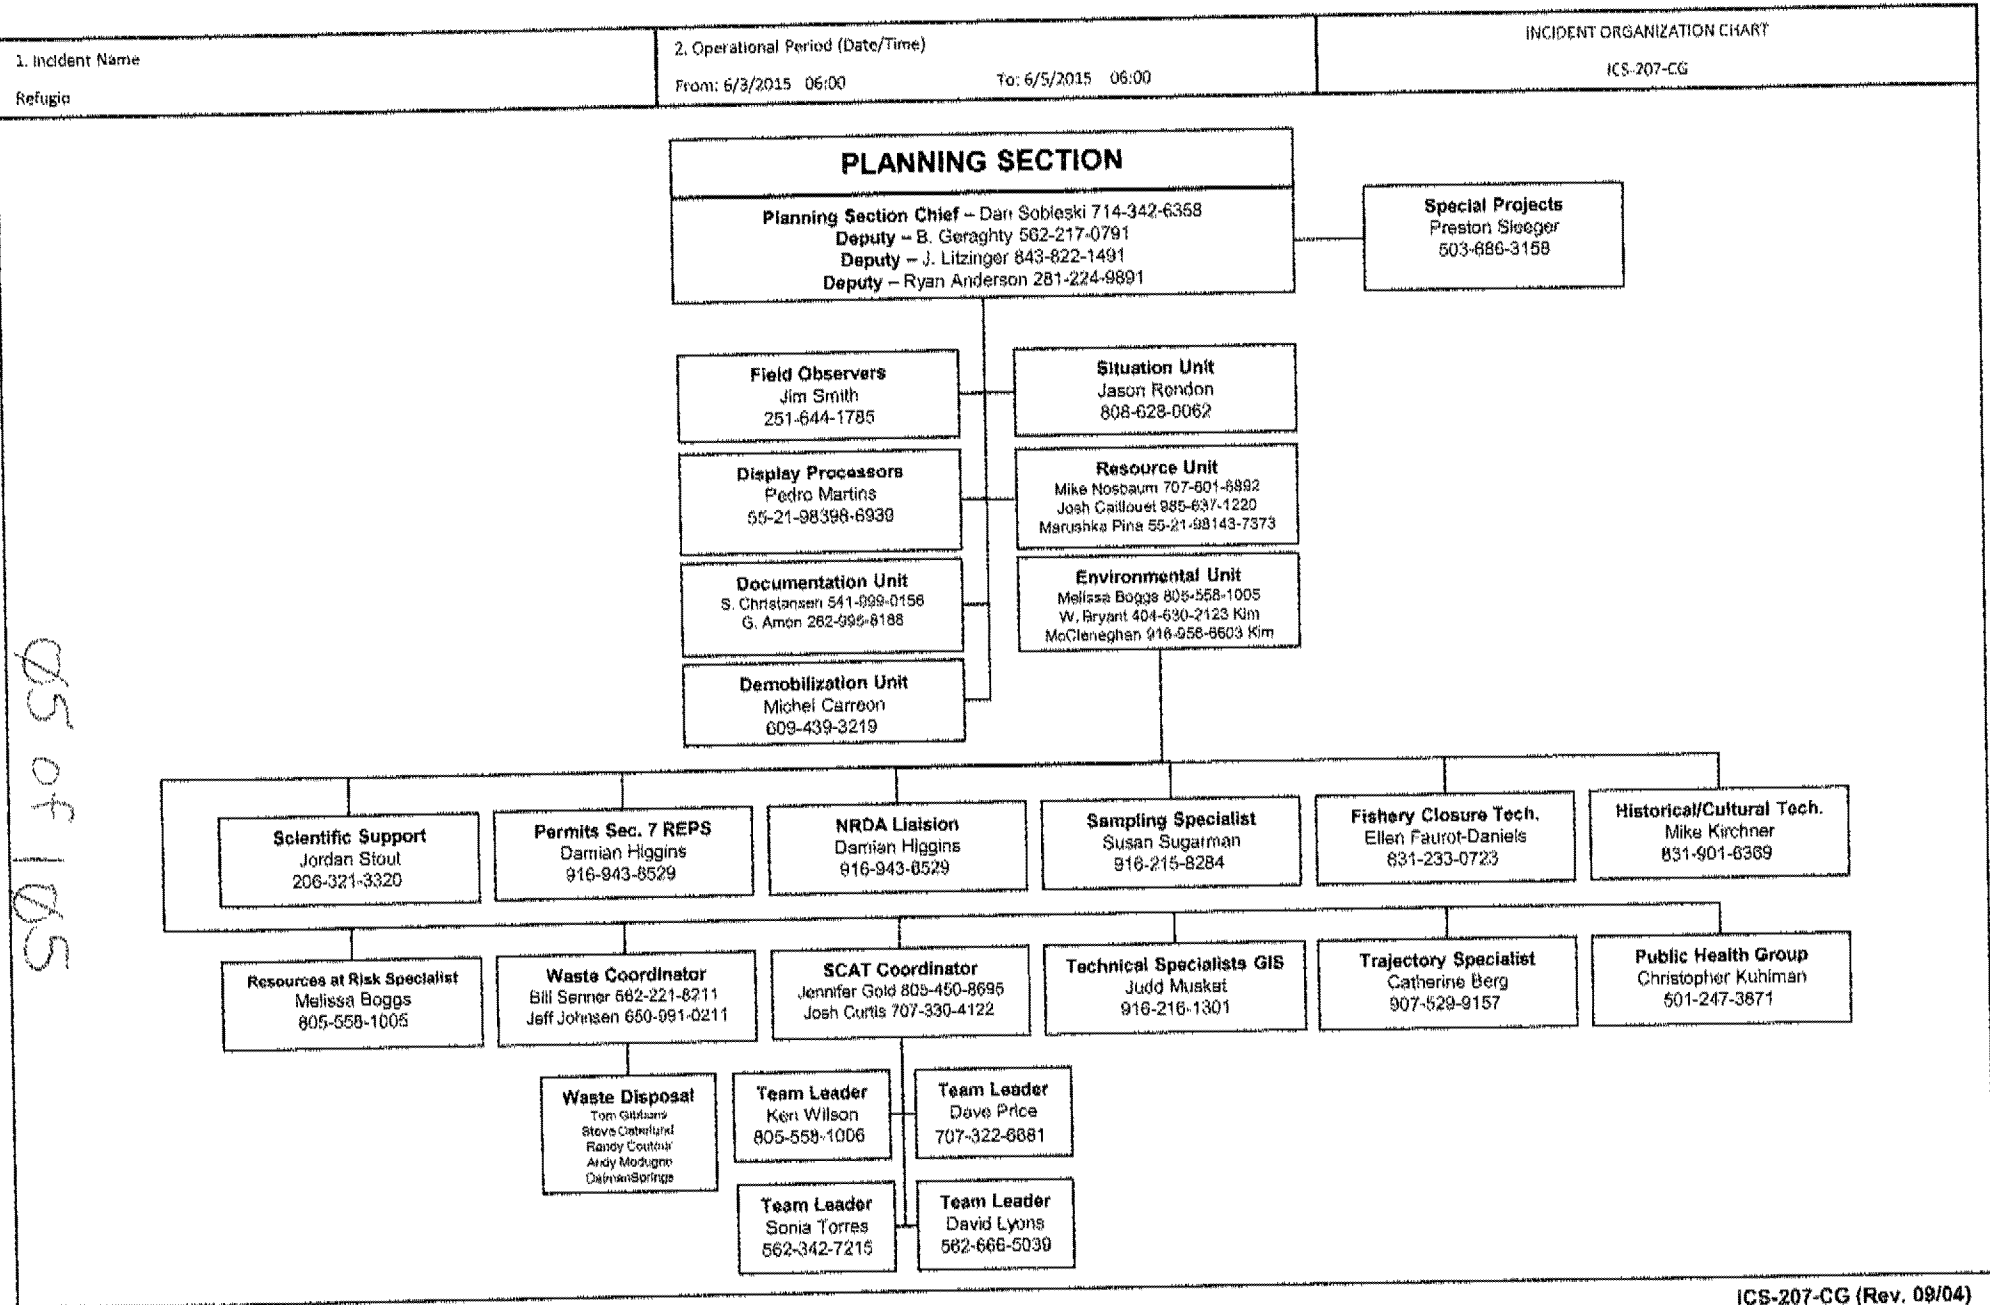 1. Incident Name
Refugio
2. Operational Period (Date/Time)
From: 6/3/2015 06:00 To: 6/5/2015 06:00
INCIDENT ORGANIZATION CHART
ICS-207-CG
PLANNING SECTION
Planning Section Chief – Dan Sobieski 714-342-6358
Deputy – B. Geraghty 562-217-0791
Deputy – J. Litzinger 843-822-1491
Deputy – Ryan Anderson 281-224-9891
Special Projects
Preston Sleeger
503-686-3158
Field Observers
Jim Smith
251-644-1785
Situation Unit
Jason Rendon
808-628-0062
Display Processors
Pedro Martins
55-21-98398-6939
Resource Unit
Mike Nosbaum 707-601-6892
Josh Caillouet 985-637-1220
Marushka Pina 55-21-98143-7373
Documentation Unit
S. Christansen 541-999-0156
G. Amon 262-995-8188
Environmental Unit
Melissa Boggs 805-558-1005
W. Bryant 404-630-2123 Kim
McCleneghan 916-956-6603 Kim
Demobilization Unit
Michel Carreon
609-439-3219
Scientific Support
Jordan Stout
206-321-3320
Permits Sec. 7 REPS
Damian Higgins
916-943-6529
NRDA Liaision
Damian Higgins
916-943-6529
Sampling Specialist
Susan Sugarman
916-215-8284
Fishery Closure Tech.
Ellen Faurot-Daniels
831-233-0723
Historical/Cultural Tech.
Mike Kirchner
831-901-6369
Resources at Risk Specialist
Melissa Boggs
805-558-1005
Waste Coordinator
Bill Senner 562-221-8211
Jeff Johnsen 650-991-0211
SCAT Coordinator
Jennifer Gold 805-450-8695
Josh Curtis 707-330-4122
Technical Specialists GIS
Judd Muskat
916-216-1301
Trajectory Specialist
Catherine Berg
907-529-9157
Public Health Group
Christopher Kuhlman
601-247-3671
Waste Disposal
Tom
Steve
Randy
Andy Modugno
Springs
Team Leader
Ken Wilson
805-558-1006
Team Leader
Dave Price
707-322-6681
Team Leader
Sonia Torres
562-342-7215
Team Leader
David Lyons
562-666-5039
05 of 105
ICS-207-CG (Rev. 09/04)